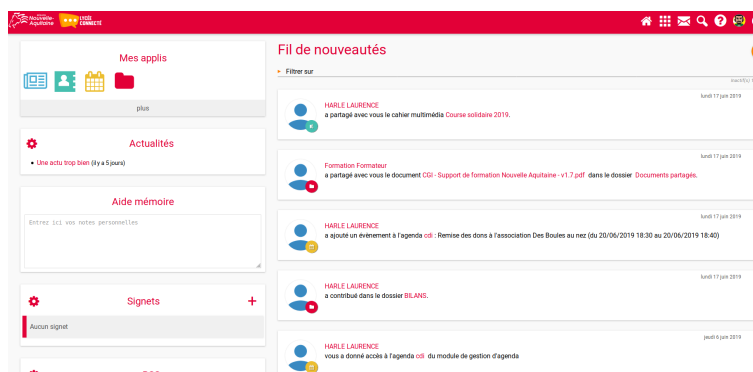 Nouvelle-
Aquitaine
LYCÉE
CONNECTÉ
Mes applis
plus
Actualités
Une actu trop bien (il y a 5 jours)
Aide mémoire
Entrez ici vos notes personnelles
Signets
Aucun signet
Fil de nouveautés
Filtrer sur
lundi 17 juin 2019
HARLE LAURENCE
a partagé avec vous le cahier multimédia Course solidaire 2019.
lundi 17 juin 2019
Formation Formateur
a partagé avec vous le document CGI - Support de formation Nouvelle Aquitaine - v1.7.pdf dans le dossier Documents partagés.
lundi 17 juin 2019
HARLE LAURENCE
a ajouté un évènement à l'agenda cdi : Remise des dons à l'association Des Boules au nez (du 20/06/2019 18:30 au 20/06/2019 18:40)
lundi 17 juin 2019
HARLE LAURENCE
a contribué dans le dossier BILANS.
jeudi 6 juin 2019
HARLE LAURENCE
vous a donné accès à l'agenda cdi du module de gestion d'agenda